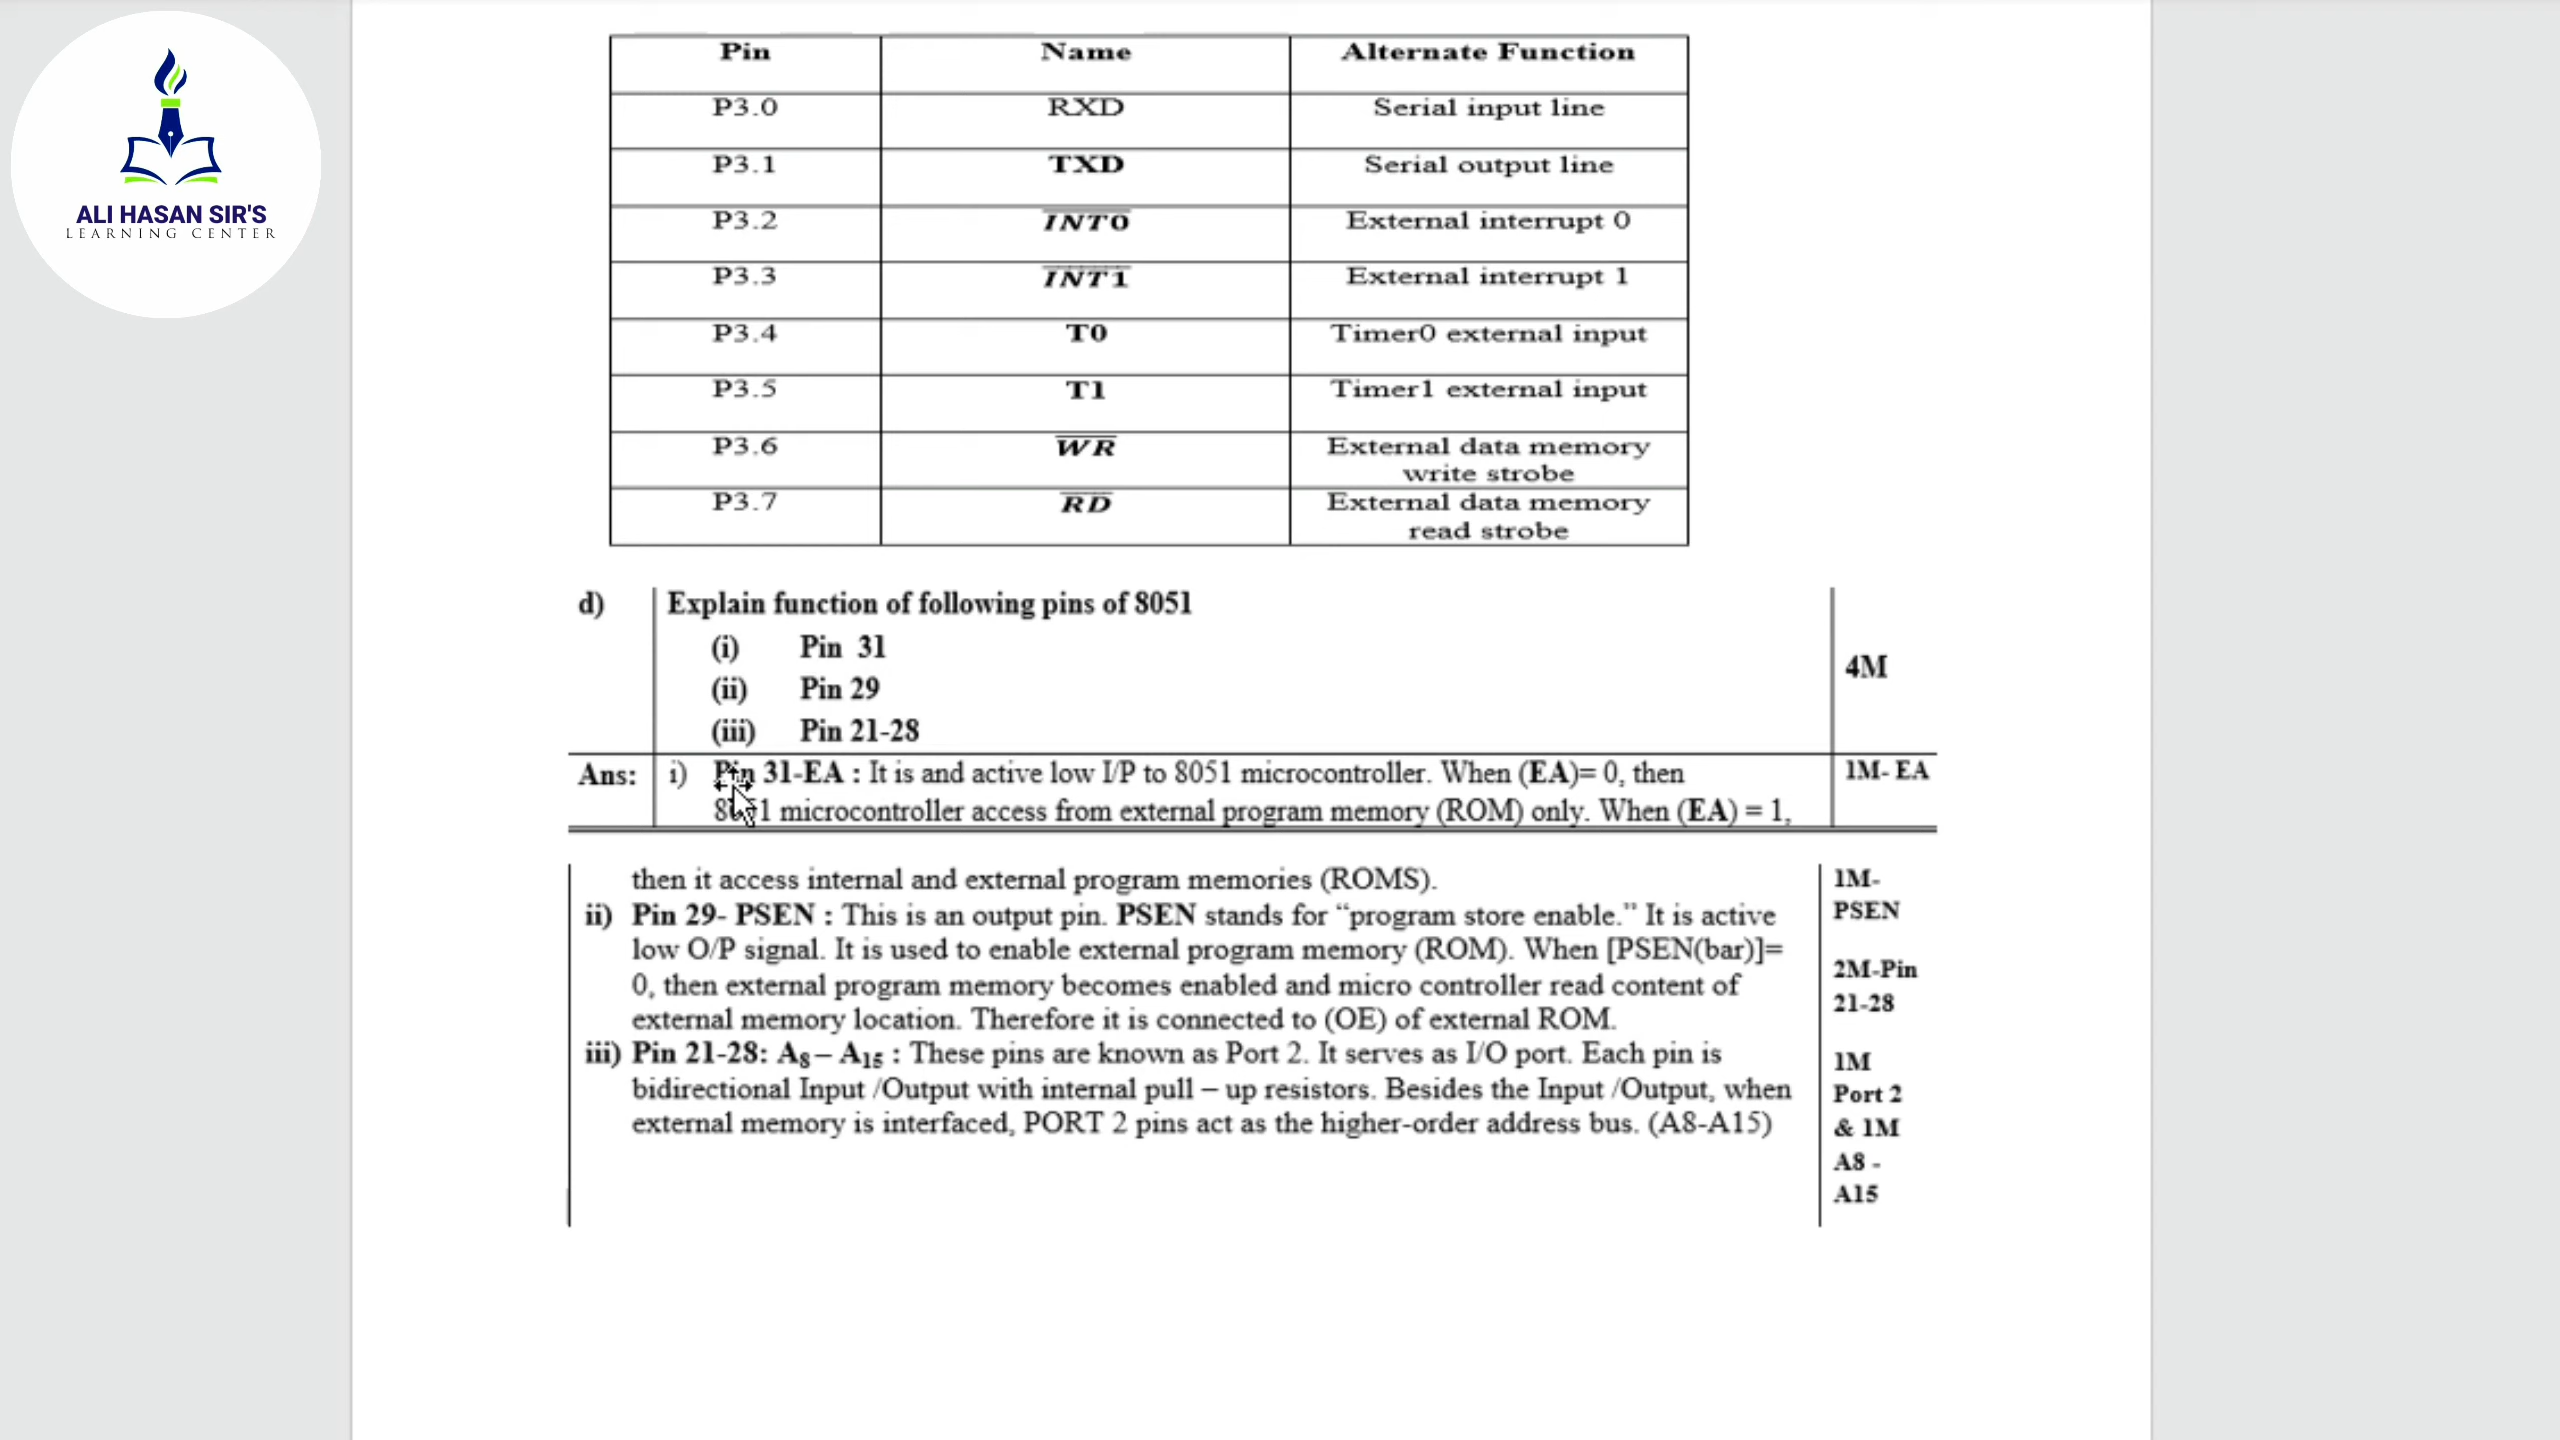 ALI HASAN SIR'S
LEARNING CENTER
Pin Name Alternate Function
P3.0 RXD Serial input line
P3.1 TXD Serial output line
P3.2 INT0 External interrupt 0
P3.3 INT1 External interrupt 1
P3.4 T0 Timer0 external input
P3.5 T1 Timer1 external input
P3.6 WR External data memory
write strobe
P3.7 RD External data memory
read strobe
d) Explain function of following pins of 8051
(i) Pin 31
4M
(ii) Pin 29
(iii) Pin 21-28
Ans: i) Pin 31-EA : It is and active low I/P to 8051 microcontroller. When (EA)= 0, then 1M- EA
8051 microcontroller access from external program memory (ROM) only. When (EA) = 1,
then it access internal and external program memories (ROMS). 1M-
ii) Pin 29- PSEN : This is an output pin. PSEN stands for “program store enable.” It is active PSEN
low O/P signal. It is used to enable external program memory (ROM). When [PSEN(bar)]= 2M-Pin
0, then external program memory becomes enabled and micro controller read content of 21-28
external memory location. Therefore it is connected to (OE) of external ROM.
iii) Pin 21-28: A8 – A15 : These pins are known as Port 2. It serves as I/O port. Each pin is 1M
bidirectional Input /Output with internal pull – up resistors. Besides the Input /Output, when Port 2
external memory is interfaced, PORT 2 pins act as the higher-order address bus. (A8-A15) & 1M
A8 -
A15